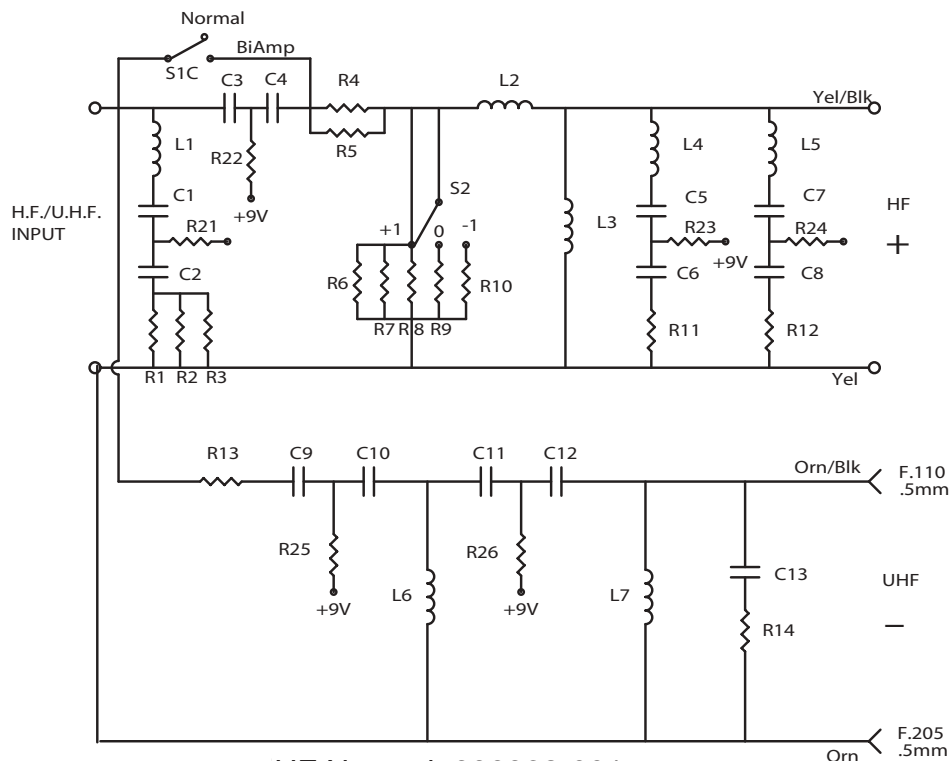 Normal
BiAmp
S1C
C3
C4
R4
R5
L2
Yel/Blk
L1
R22
+9V
C1
R21
C2
H.F./U.H.F.
INPUT
S2
+1
0
-1
R6
R7
R8
R9
R10
L3
L4
C5
R23
+9V
C6
R11
L5
C7
R24
C8
R12
HF
+
R1
R2
R3
Yel
R13
C9
C10
C11
C12
Orn/Blk
F.110
.5mm
R25
+9V
L6
R26
+9V
L7
C13
R14
UHF
–
F.205
.5mm
Orn